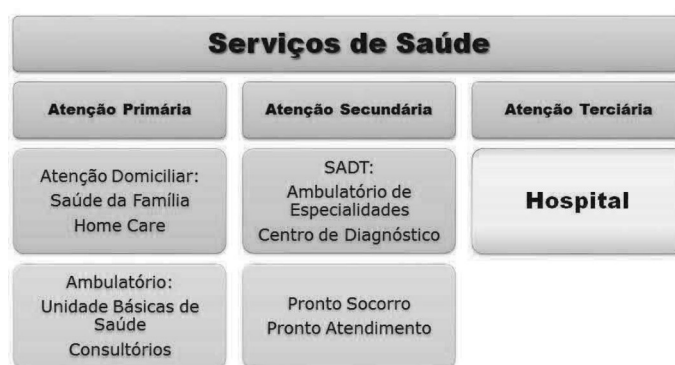 Serviços de Saúde
Atenção Primária
Atenção Secundária
Atenção Terciária
Atenção Domiciliar:
Saúde da Família
Home Care
SADT:
Ambulatório de
Especialidades
Centro de Diagnóstico
Hospital
Ambulatório:
Unidade Básicas de
Saúde
Consultórios
Pronto Socorro
Pronto Atendimento